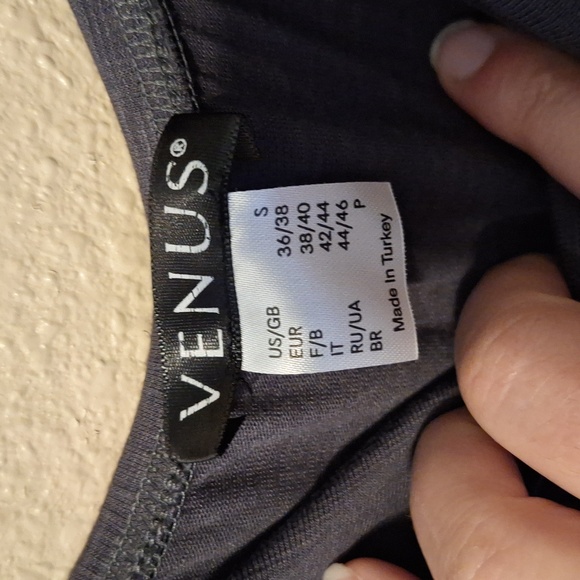 VENUS®
US/GB S
EUR 36/38
F/B 38/40
IT 42/44
RU/UA 44/46
BR P
Made In Turkey